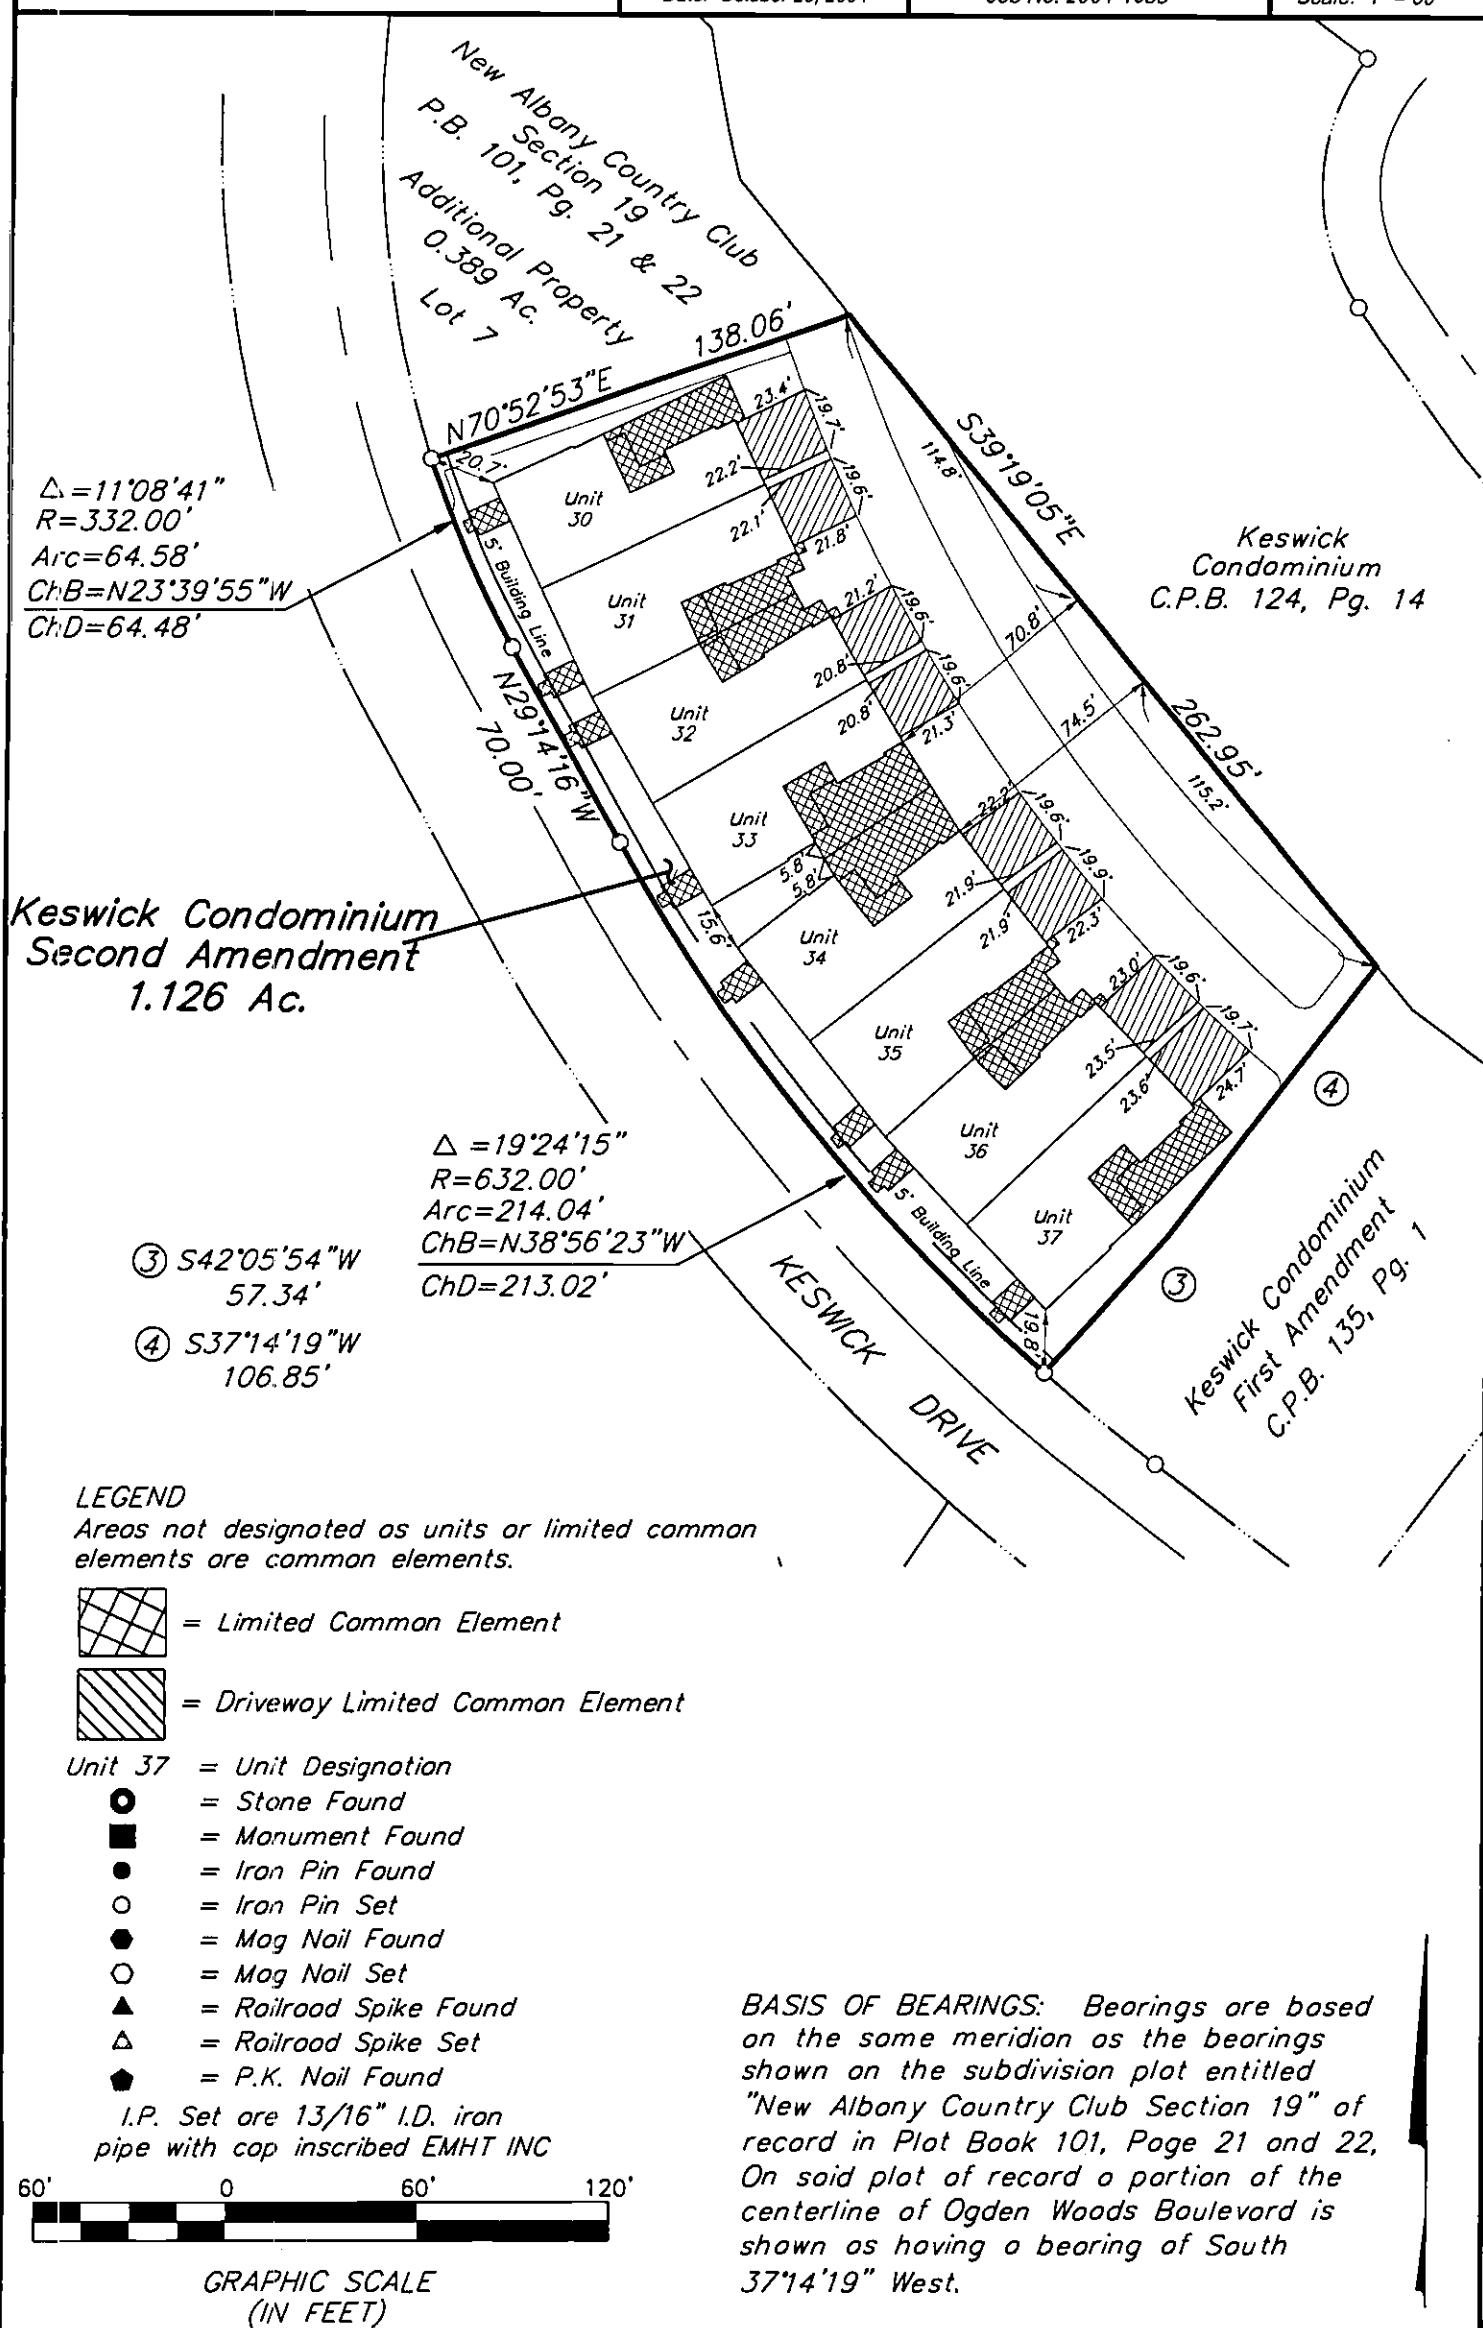 New Albany Country Club
Section 19
P.B. 101, Pg. 21 & 22
Additional Property
0.389 Ac.
Lot 7
138.06'
N70°52'53"E
20.7'
23.4'
19.7'
22.2'
19.6'
22.1'
21.8'
114.8'
S39°19'05"E
262.95'
Δ=11°08'41"
R=332.00'
Arc=64.58'
ChB=N23°39'55"W
ChD=64.48'
Unit
30
5' Building Line
Unit
31
21.2'
19.6'
20.8'
19.6'
20.8'
21.3'
70.8'
74.5'
115.2'
Keswick
Condominium
C.P.B. 124, Pg. 14
N29°14'16"W
70.00'
Unit
32
Unit
33
5.8'
5.8'
22.2'
19.6'
21.9'
19.9'
21.9'
22.3'
Keswick Condominium
Second Amendment
1.126 Ac.
15.6'
Unit
34
Unit
35
23.0'
19.6'
23.5'
19.7'
23.6'
24.7'
Unit
36
Unit
37
④
③
Δ =19°24'15"
R=632.00'
Arc=214.04'
ChB=N38°56'23"W
ChD=213.02'
5' Building Line
19.8'
③ S42°05'54"W
57.34'
④ S37°14'19"W
106.85'
KESWICK
DRIVE
Keswick Condominium
First Amendment
C.P.B. 135, Pg. 1
LEGEND
Areas not designated as units or limited common
elements are common elements.
= Limited Common Element
= Driveway Limited Common Element
Unit 37 = Unit Designation
= Stone Found
= Monument Found
= Iron Pin Found
= Iron Pin Set
= Mag Nail Found
= Mag Nail Set
= Railroad Spike Found
= Railroad Spike Set
= P.K. Nail Found
I.P. Set are 13/16" I.D. iron
pipe with cap inscribed EMHT INC
60' 0 60' 120'
GRAPHIC SCALE
(IN FEET)
BASIS OF BEARINGS: Bearings are based
on the same meridian as the bearings
shown on the subdivision plat entitled
"New Albany Country Club Section 19" of
record in Plat Book 101, Page 21 and 22,
On said plat of record a portion of the
centerline of Ogden Woods Boulevard is
shown as having a bearing of South
37°14'19" West.